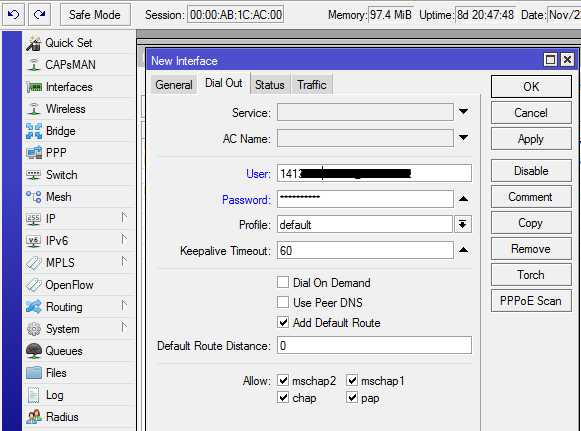 Safe Mode Session: 00:00:AB:1C:AC:00 Memory: 97.4 MiB Uptime: 8d 20:47:48 Date: Nov/2
Quick Set
CAPsMAN
Interfaces
Wireless
Bridge
PPP
Switch
Mesh
IP
IPv6
MPLS
OpenFlow
Routing
System
Queues
Files
Log
Radius
New Interface
General Dial Out Status Traffic
Service:
AC Name:
User: 141
Password: **********
Profile: default
Keepalive Timeout: 60
Dial On Demand
Use Peer DNS
Add Default Route
Default Route Distance: 0
Allow: mschap2 mschap1
chap pap
OK
Cancel
Apply
Disable
Comment
Copy
Remove
Torch
PPPoE Scan